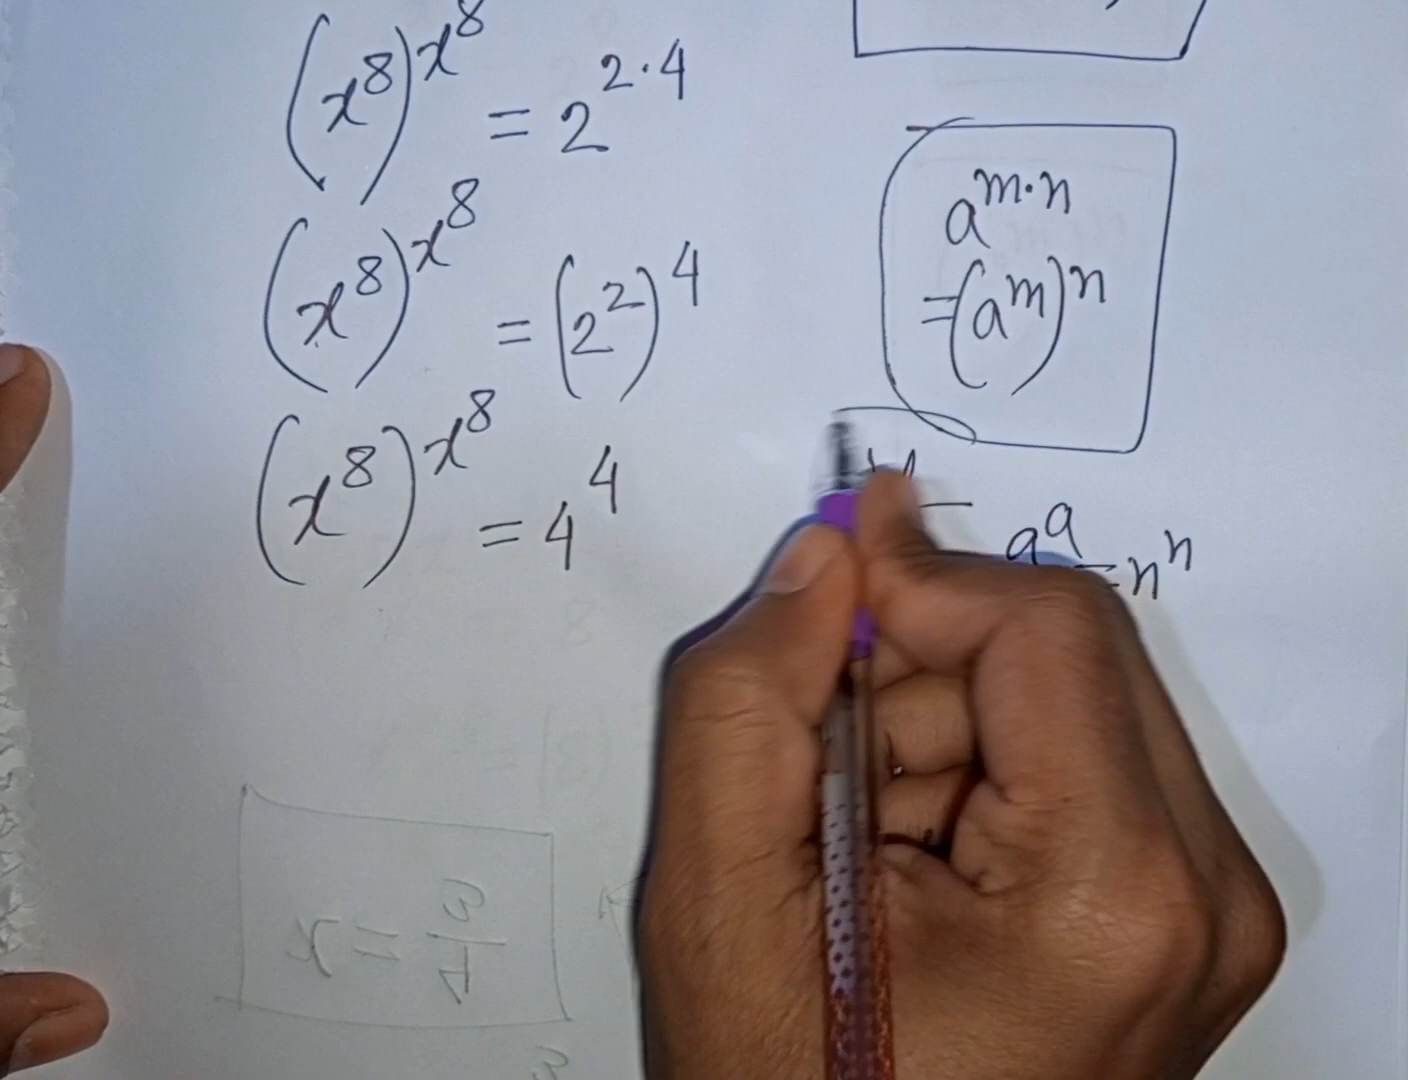 (x^8)^x^8 = 2^2·4
(x^8)^x^8 = (2^2)^4
(x^8)^x^8 = 4^4
a^m·n
=(a^m)^n
a^a = n^n